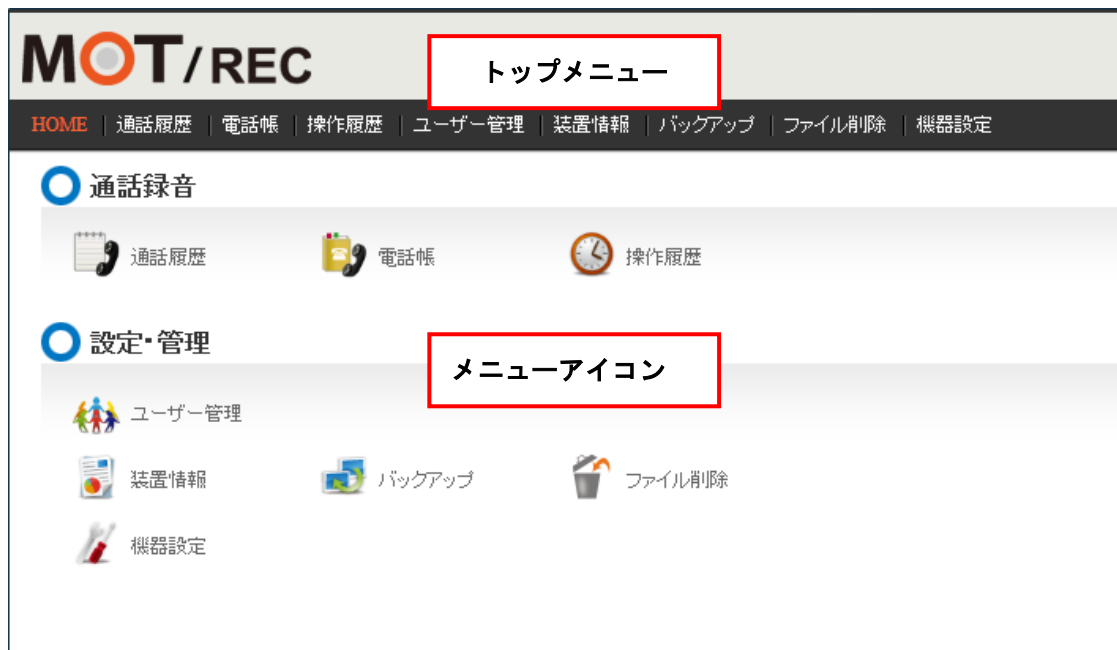 MOT/REC
トップメニュー
HOME | 通話履歴 | 電話帳 | 操作履歴 | ユーザー管理 | 装置情報 | バックアップ | ファイル削除 | 機器設定
通話録音
通話履歴 電話帳 操作履歴
設定・管理
メニューアイコン
ユーザー管理
装置情報 バックアップ ファイル削除
機器設定